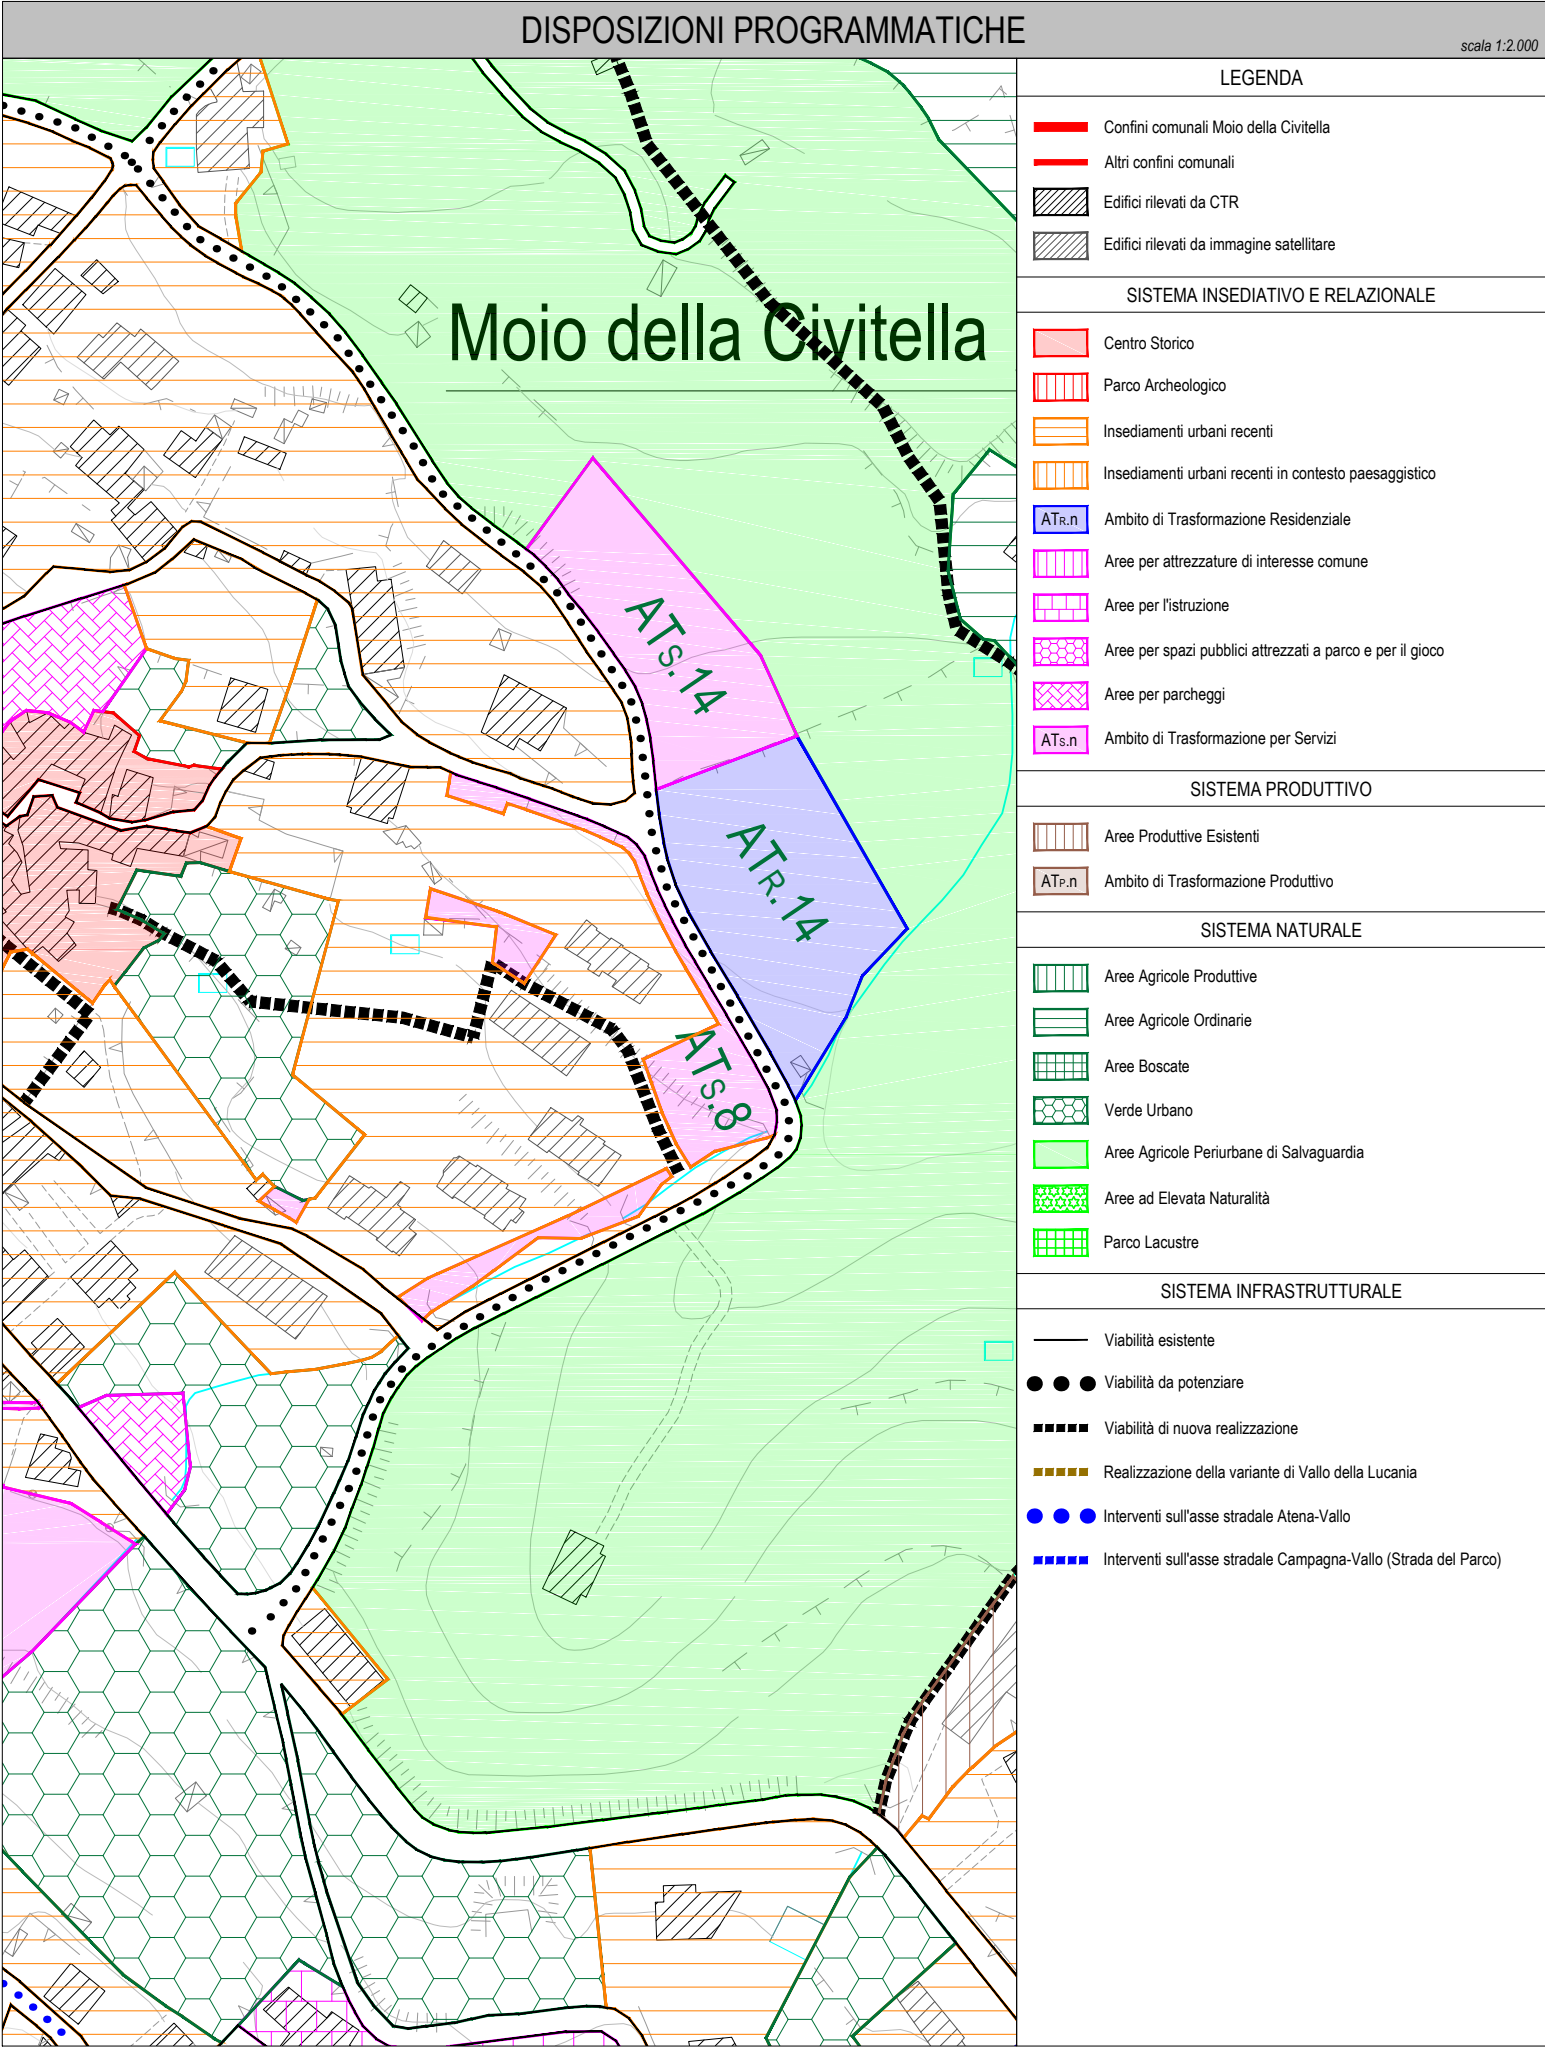 DISPOSIZIONI PROGRAMMATICHE
scala 1:2.000
Moio della Civitella
ATS.14
ATR.14
ATS.8
LEGENDA
Confini comunali Moio della Civitella
Altri confini comunali
Edifici rilevati da CTR
Edifici rilevati da immagine satellitare
SISTEMA INSEDIATIVO E RELAZIONALE
Centro Storico
Parco Archeologico
Insediamenti urbani recenti
Insediamenti urbani recenti in contesto paesaggistico
ATR.n Ambito di Trasformazione Residenziale
Aree per attrezzature di interesse comune
Aree per l'istruzione
Aree per spazi pubblici attrezzati a parco e per il gioco
Aree per parcheggi
ATS.n Ambito di Trasformazione per Servizi
SISTEMA PRODUTTIVO
Aree Produttive Esistenti
ATP.n Ambito di Trasformazione Produttivo
SISTEMA NATURALE
Aree Agricole Produttive
Aree Agricole Ordinarie
Aree Boscate
Verde Urbano
Aree Agricole Periurbane di Salvaguardia
Aree ad Elevata Naturalità
Parco Lacustre
SISTEMA INFRASTRUTTURALE
Viabilità esistente
Viabilità da potenziare
Viabilità di nuova realizzazione
Realizzazione della variante di Vallo della Lucania
Interventi sull'asse stradale Atena-Vallo
Interventi sull'asse stradale Campagna-Vallo (Strada del Parco)